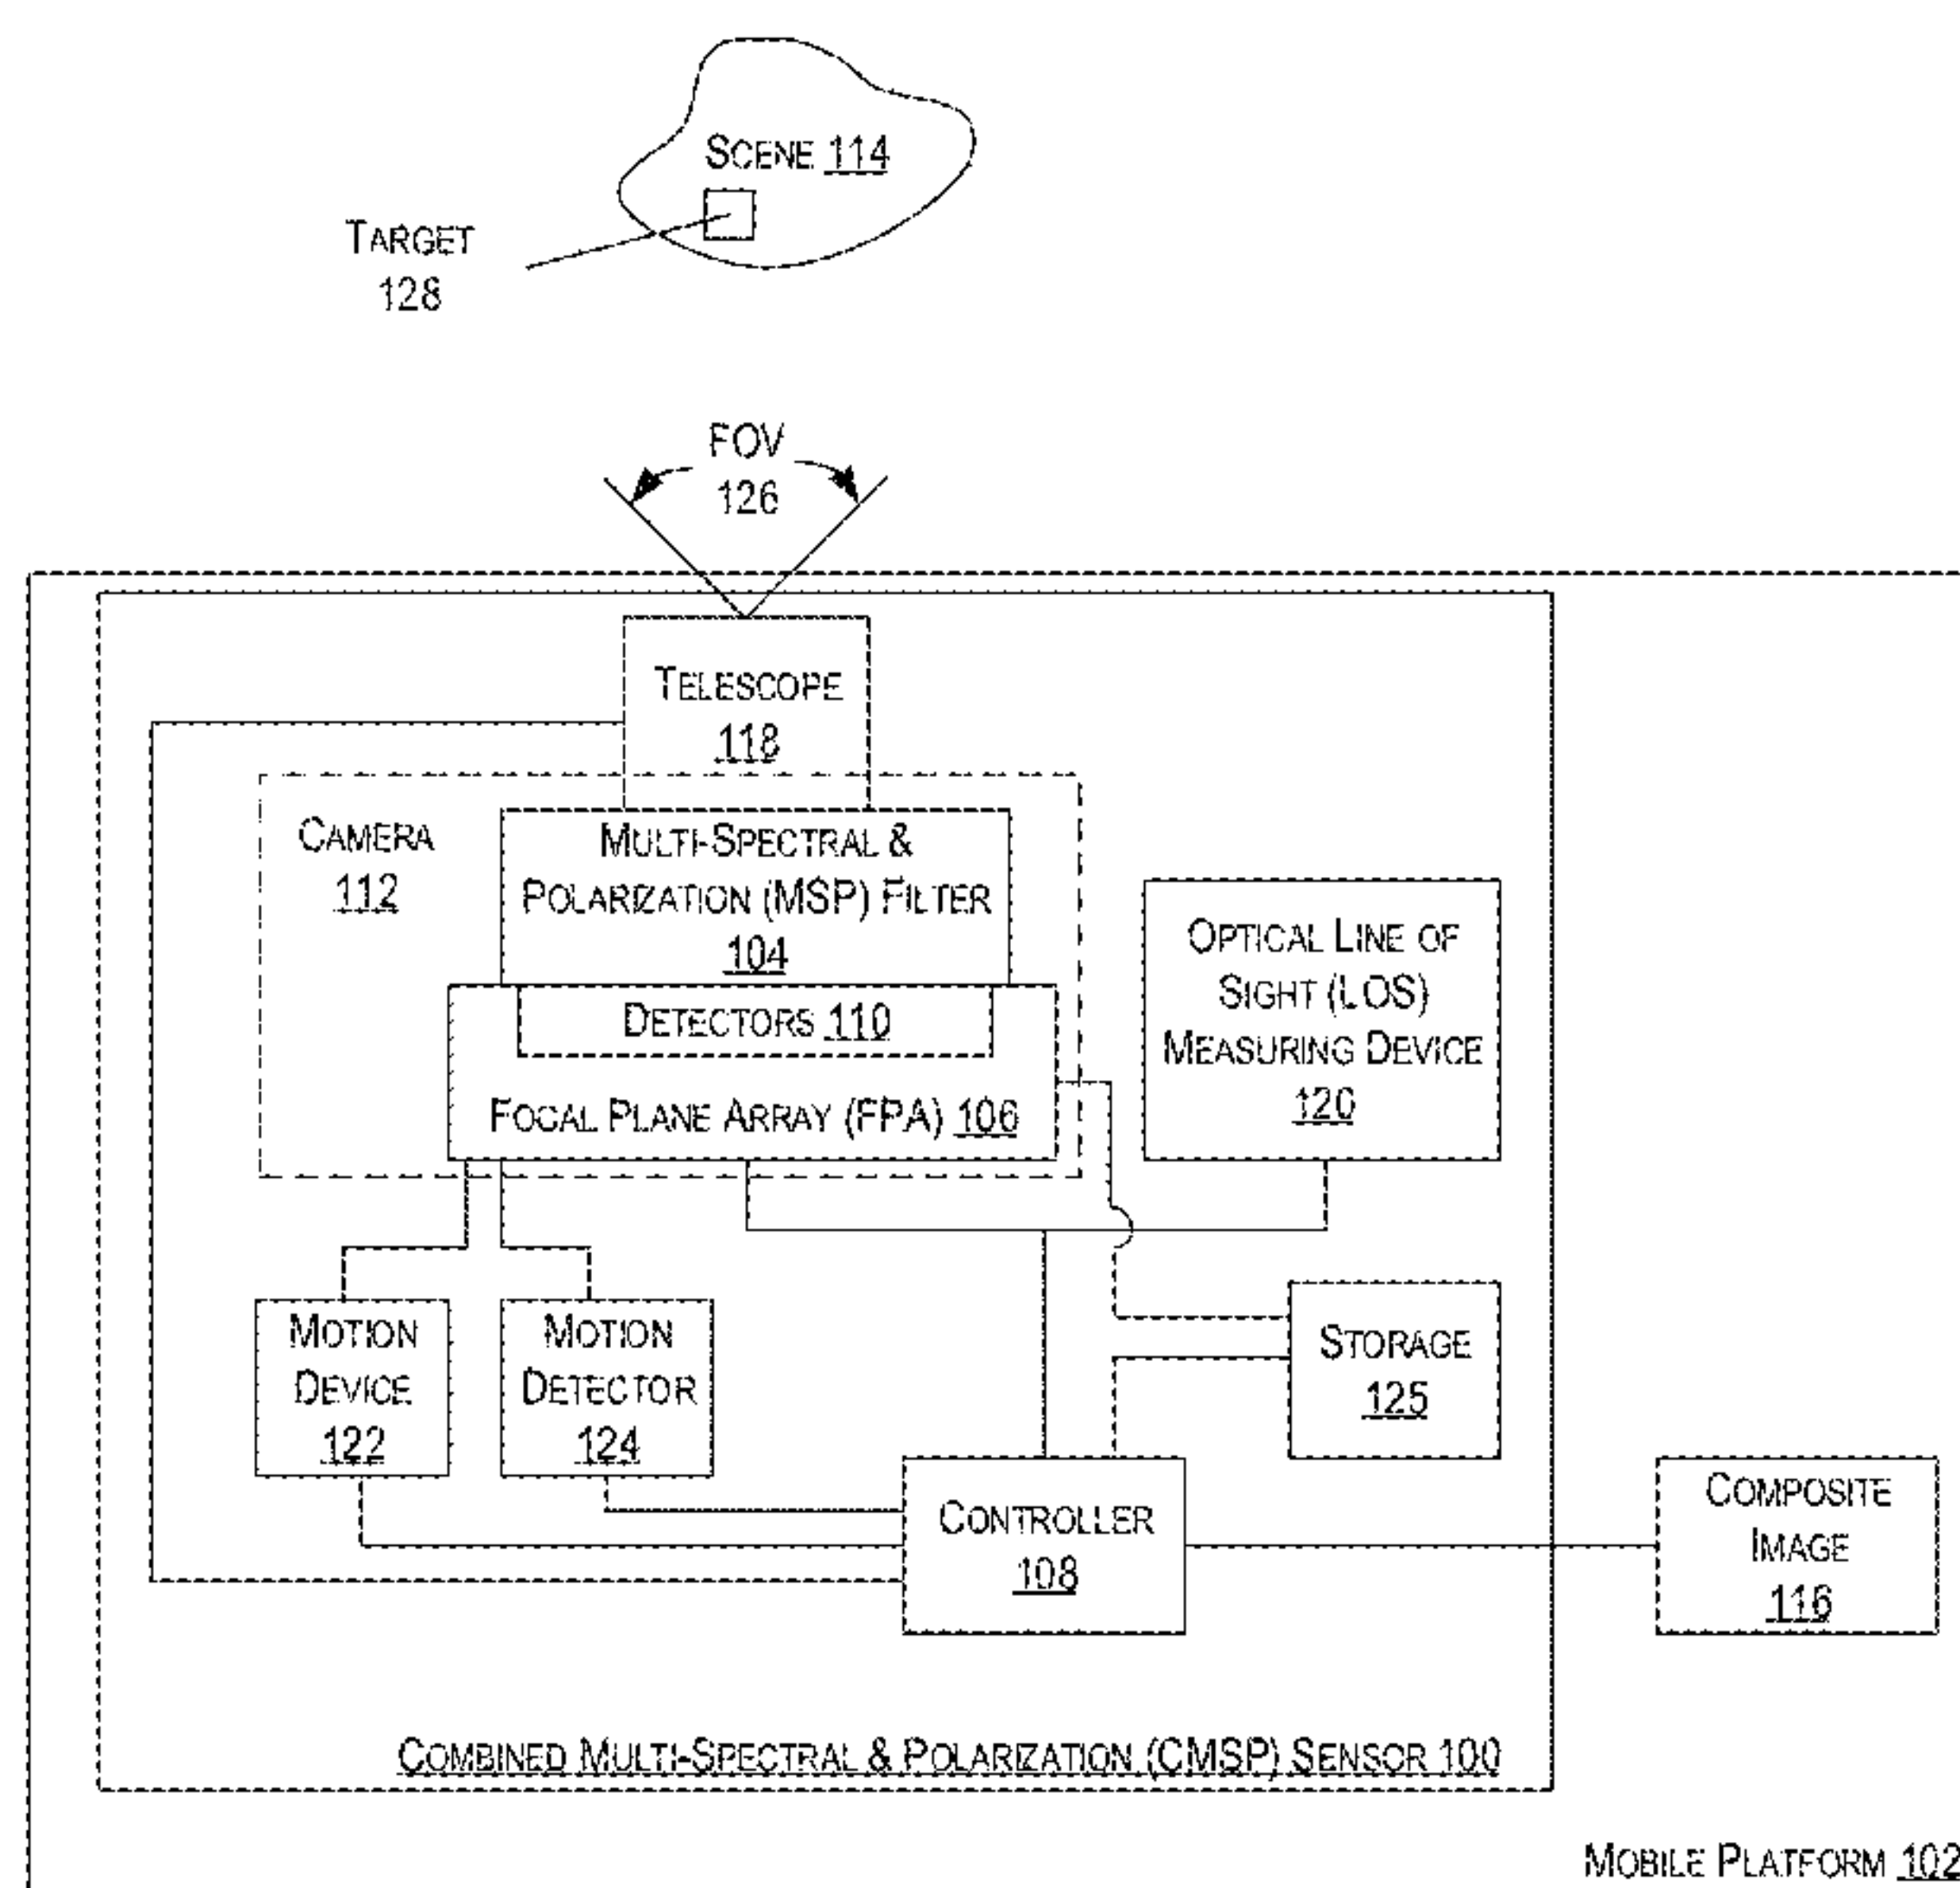 SCENE 114
TARGET
128
FOV
126
TELESCOPE
118
CAMERA
112
MULTI-SPECTRAL &
POLARIZATION (MSP) FILTER
104
DETECTORS 110
FOCAL PLANE ARRAY (FPA) 106
OPTICAL LINE OF
SIGHT (LOS)
MEASURING DEVICE
120
MOTION
DEVICE
122
MOTION
DETECTOR
124
STORAGE
125
CONTROLLER
108
COMPOSITE
IMAGE
116
COMBINED MULTI-SPECTRAL & POLARIZATION (CMSP) SENSOR 100
MOBILE PLATFORM 102